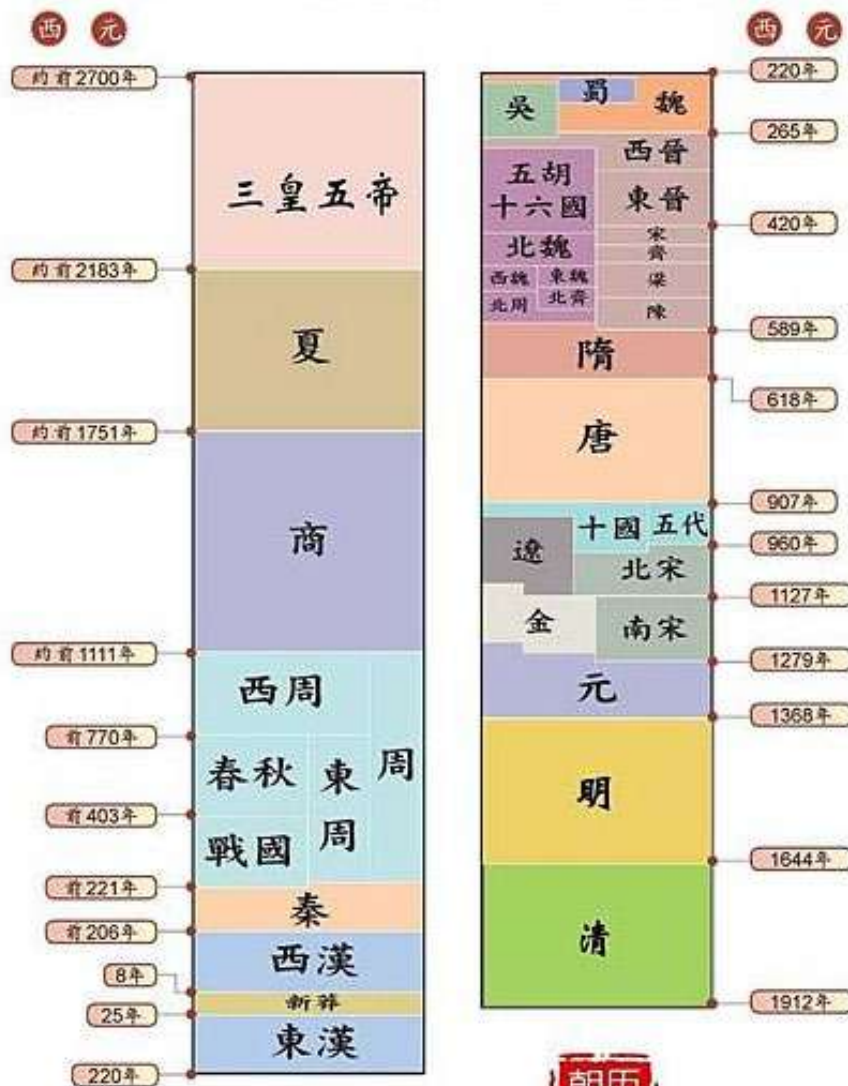 西 元
約前2700年
三皇五帝
約前2183年
夏
約前1751年
商
約前1111年
西周
前770年
春秋
東周
周
前403年
戰國
前221年
秦
前206年
西漢
8年
新莽
25年
東漢
220年
西 元
220年
蜀
吳
魏
265年
西晉
五胡
十六國
東晉
420年
宋
北魏
齊
西魏
東魏
梁
北周
北齊
陳
589年
隋
618年
唐
907年
十國 五代
960年
遼
北宋
1127年
金
南宋
1279年
元
1368年
明
1644年
清
1912年